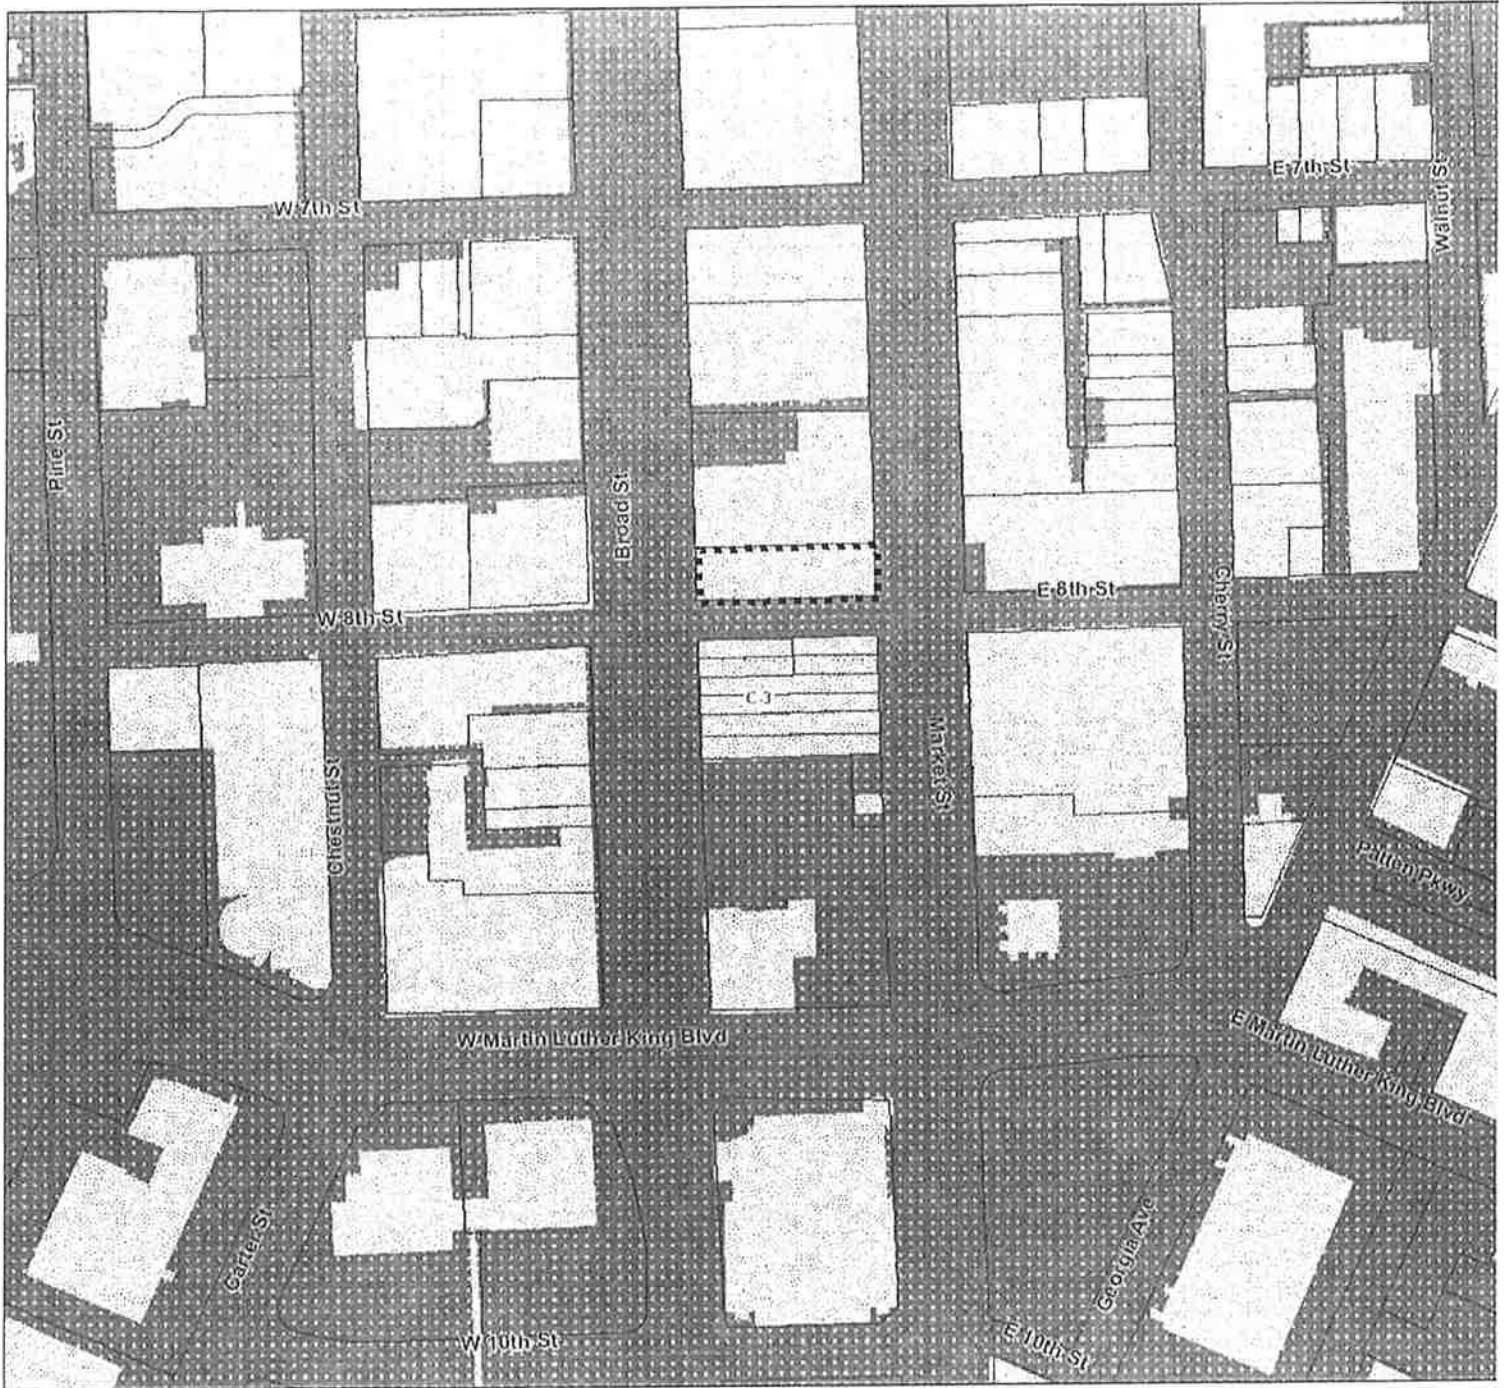 E 7th St
Walnut St
W 7th St
Pine St
Broad St
E 8th St
Cherry St
W 8th St
C-3
Market St
Chestnut St
Patten Pkwy
W Martin Luther King Blvd
E Martin Luther King Blvd
Carter St
Georgia Ave
W 10th St
E 10th St